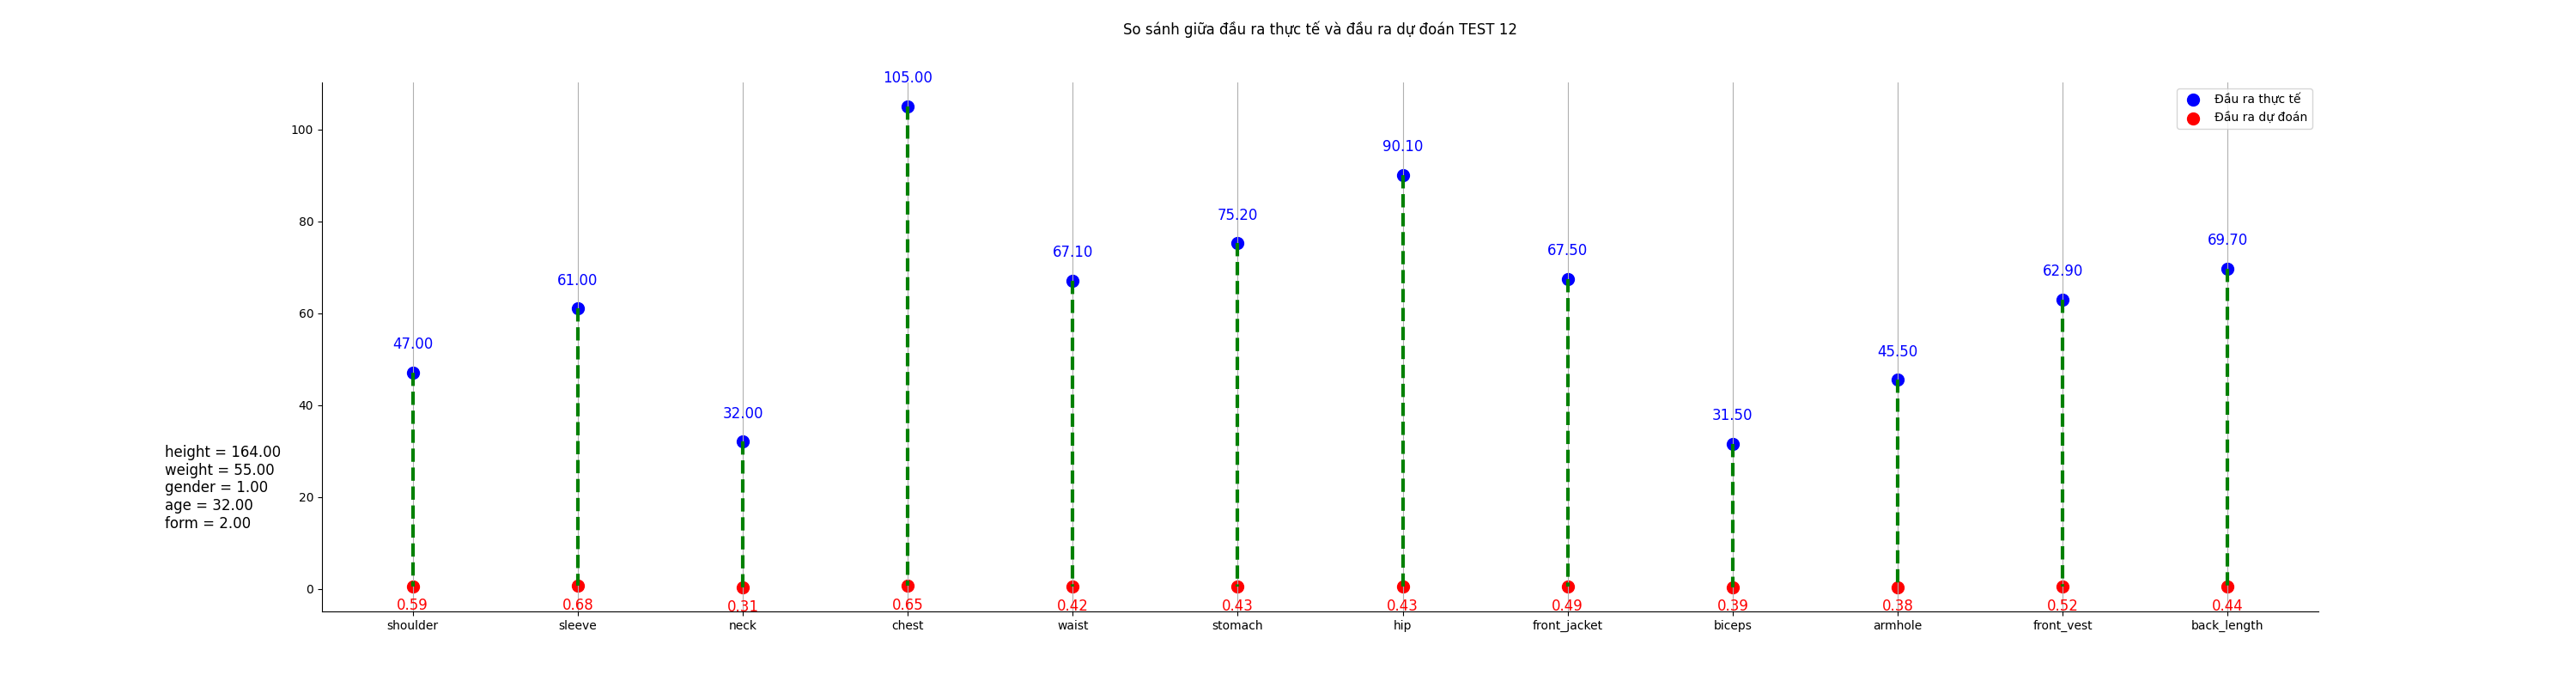 So sánh giữa đầu ra thực tế và đầu ra dự đoán TEST 12
Đầu ra thực tế
Đầu ra dự đoán
105.00
90.10
75.20
69.70
67.50
67.10
62.90
61.00
47.00
45.50
32.00
31.50
100
80
60
40
20
0
height = 164.00
weight = 55.00
gender = 1.00
age = 32.00
form = 2.00
0.59 0.68 0.31 0.65 0.42 0.43 0.43 0.49 0.39 0.38 0.52 0.44
shoulder sleeve neck chest waist stomach hip front_jacket biceps armhole front_vest back_length